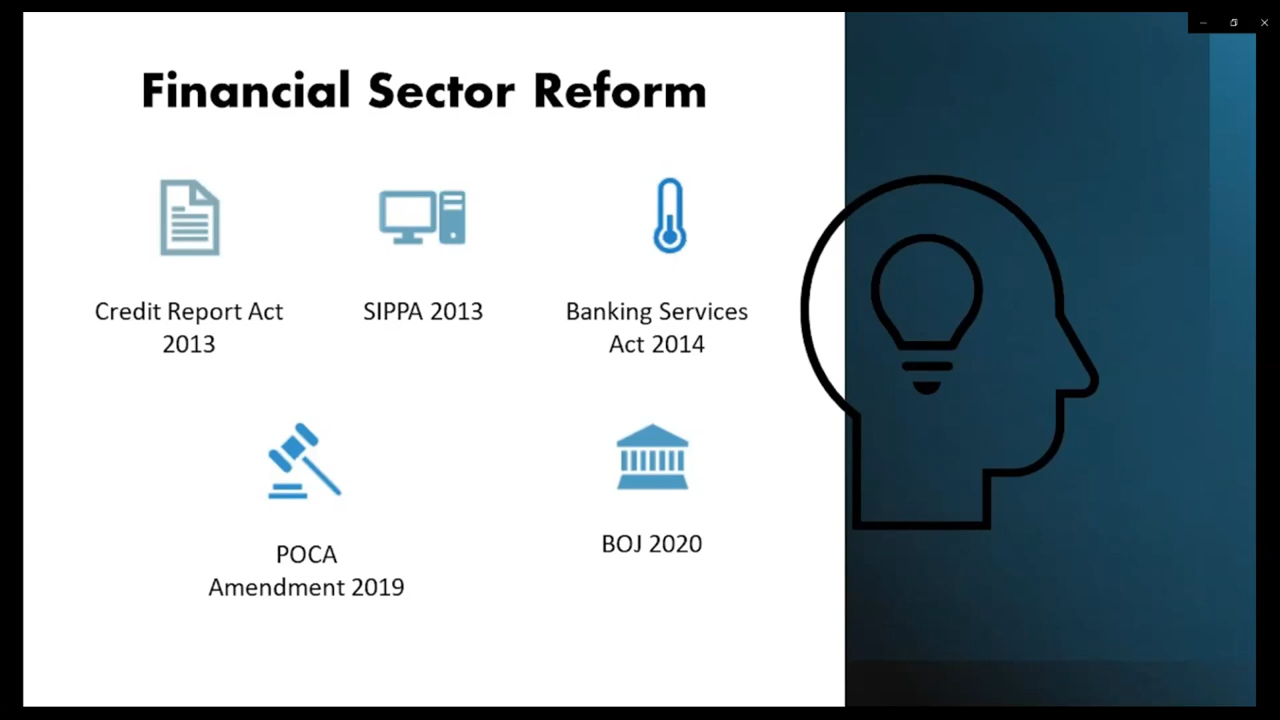 Financial Sector Reform
Credit Report Act
2013
SIPPA 2013
Banking Services
Act 2014
POCA
Amendment 2019
BOJ 2020